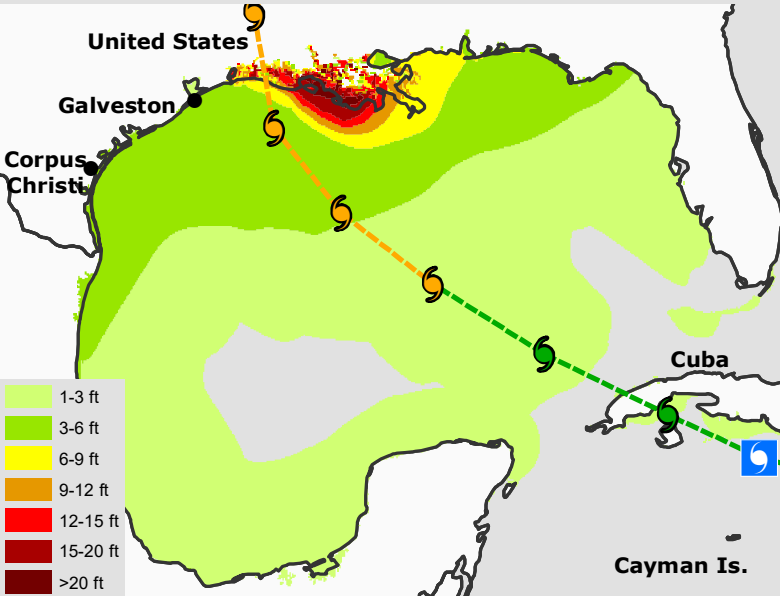 United States
Galveston
Corpus
Christi
Cuba
1-3 ft
3-6 ft
6-9 ft
9-12 ft
12-15 ft
15-20 ft
>20 ft
Cayman Is.